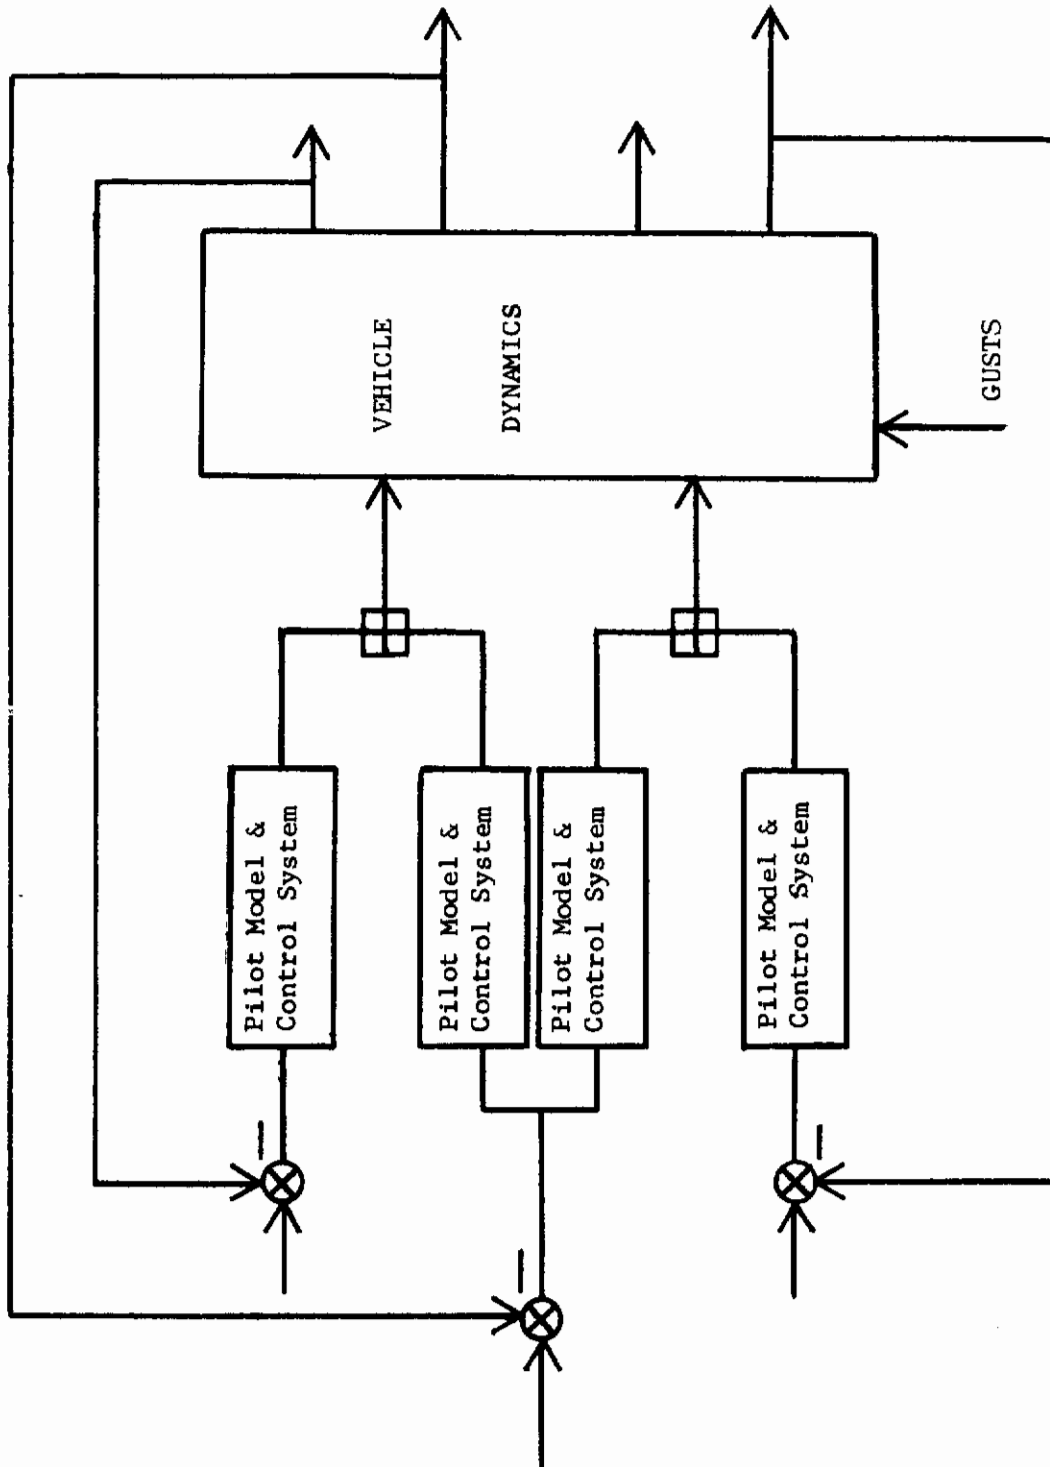 VEHICLE
DYNAMICS
GUSTS
Pilot Model &
Control System
Pilot Model &
Control System
Pilot Model &
Control System
Pilot Model &
Control System